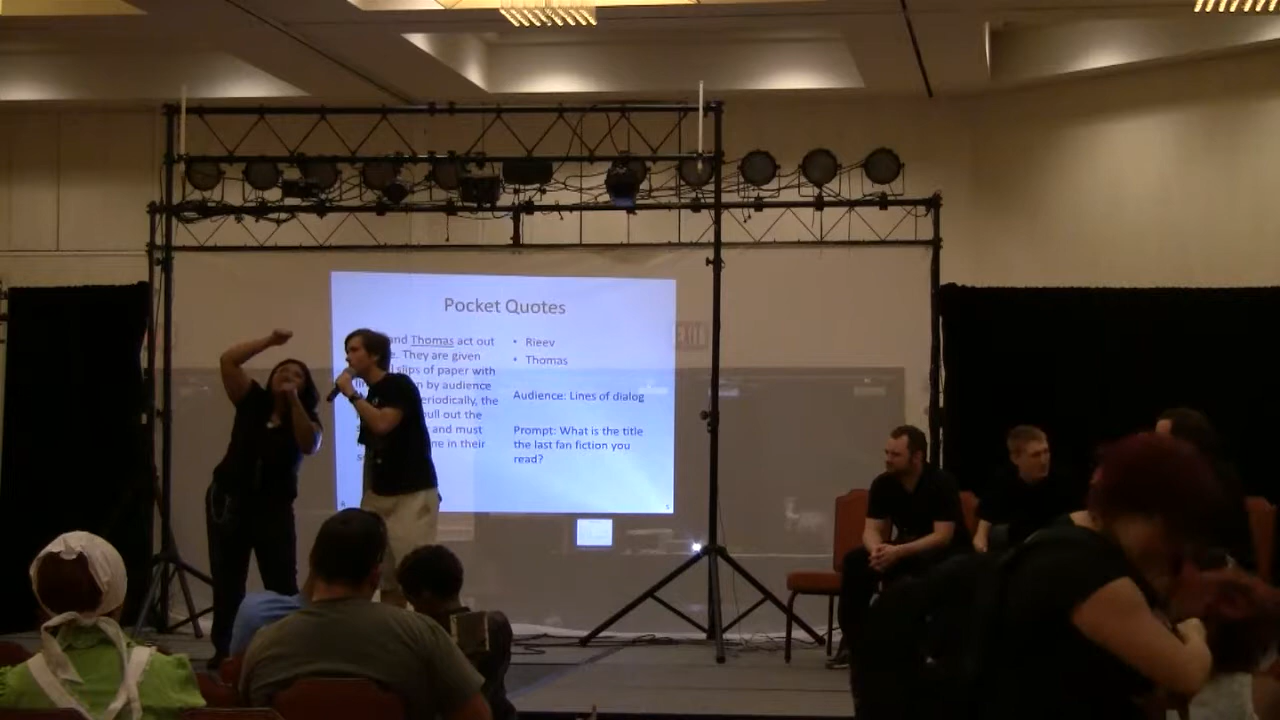 Pocket Quotes
and Thomas act out
They are given
slips of paper with
by audience
the
pull out the
and must
in their
• Rieev
• Thomas
Audience: Lines of dialog
Prompt: What is the title
the last fan fiction you
read?
EXIT